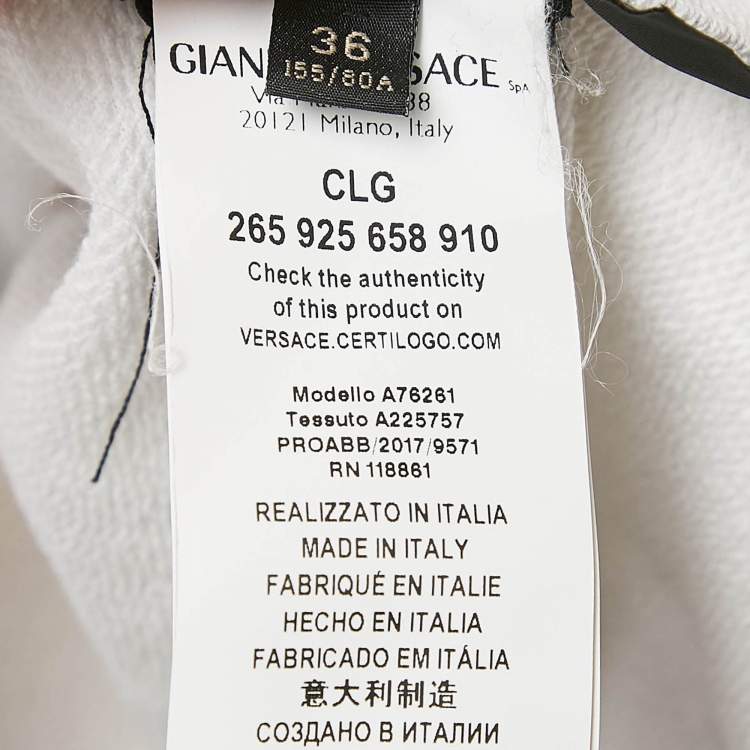 36
155/80A
GIAN SACE SpA
Via 38
20121 Milano, Italy
CLG
265 925 658 910
Check the authenticity
of this product on
VERSACE.CERTILOGO.COM
Modello A76261
Tessuto A225757
PROABB/2017/9571
RN 118861
REALIZZATO IN ITALIA
MADE IN ITALY
FABRIQUÉ EN ITALIE
HECHO EN ITALIA
FABRICADO EM ITÁLIA
意大利制造
СОЗДАНО В ИТАЛИИ